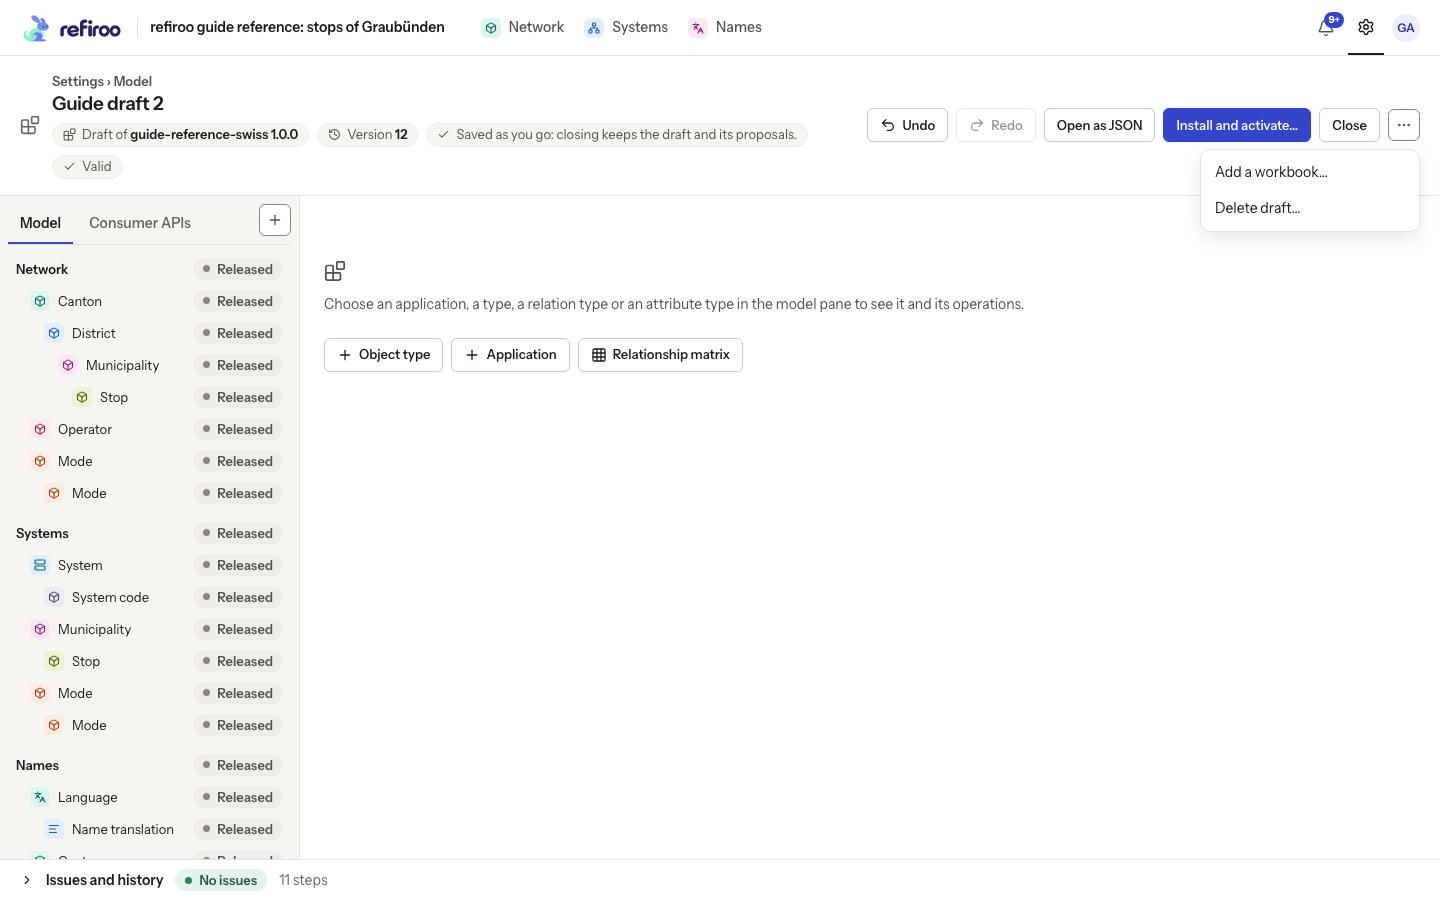 refiroo
refiroo guide reference: stops of Graubünden
Network
Systems
Names
9+
GA
Settings › Model
Guide draft 2
Draft of guide-reference-swiss 1.0.0
Version 12
Saved as you go: closing keeps the draft and its proposals.
Valid
Undo
Redo
Open as JSON
Install and activate...
Close
Add a workbook...
Delete draft...
Model
Consumer APIs
Network Released
Canton Released
District Released
Municipality Released
Stop Released
Operator Released
Mode Released
Mode Released
Systems Released
System Released
System code Released
Municipality Released
Stop Released
Mode Released
Mode Released
Names Released
Language Released
Name translation Released
Choose an application, a type, a relation type or an attribute type in the model pane to see it and its operations.
Object type
Application
Relationship matrix
Issues and history
No issues
11 steps